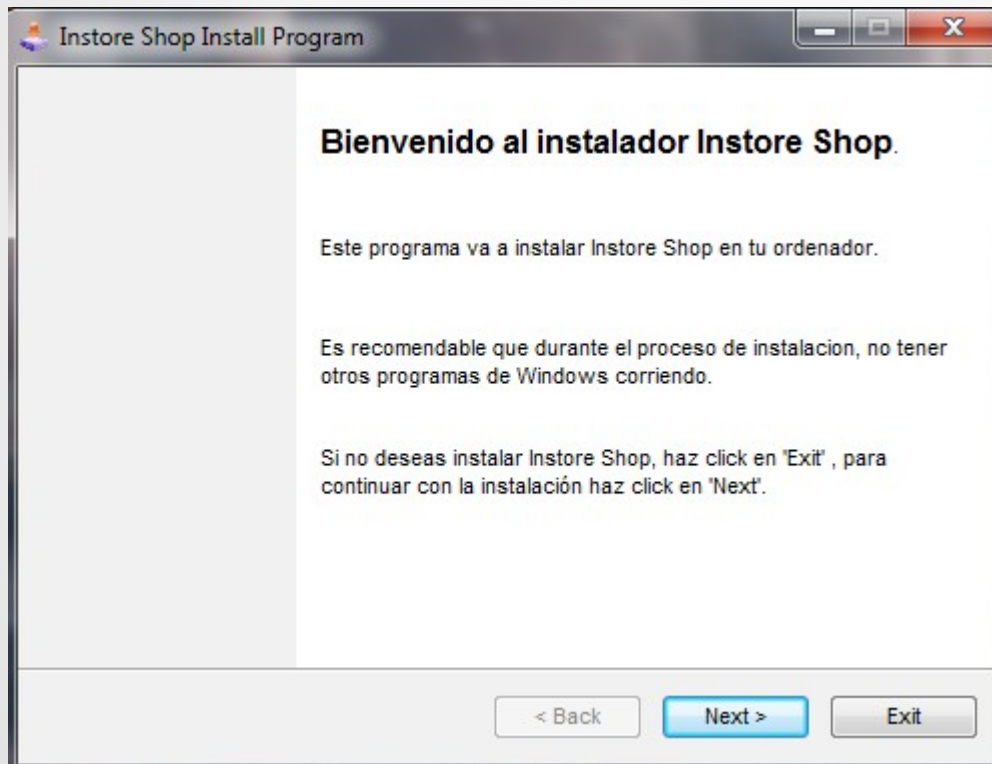 Instore Shop Install Program
Bienvenido al instalador Instore Shop.
Este programa va a instalar Instore Shop en tu ordenador.
Es recomendable que durante el proceso de instalacion, no tener
otros programas de Windows corriendo.
Si no deseas instalar Instore Shop, haz click en 'Exit' , para
continuar con la instalación haz click en 'Next'.
< Back
Next >
Exit